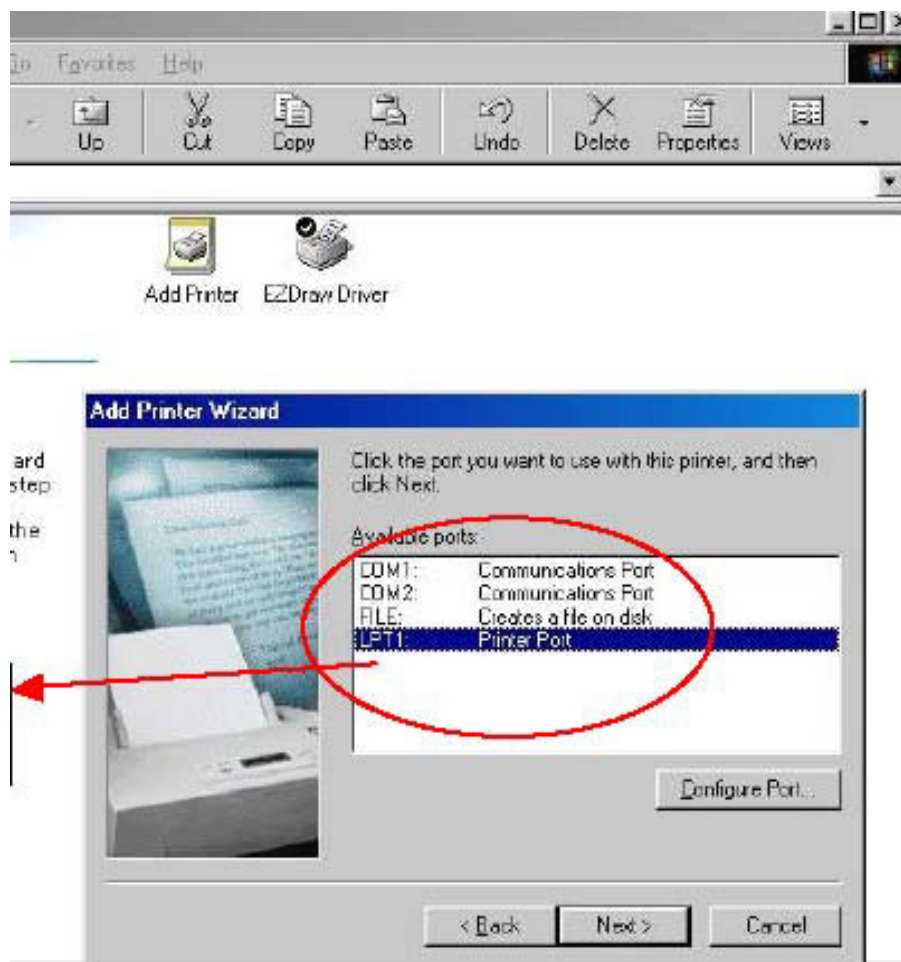 Go Favorites Help
Up Cut Copy Paste Undo Delete Properties Views
Add Printer EZDraw Driver
Add Printer Wizard
ard
step
the
n
Click the port you want to use with this printer, and then
click Next.
Available ports:
COM1: Communications Port
COM2: Communications Port
FILE: Creates a file on disk
LPT1: Printer Port
Configure Port...
< Back Next > Cancel